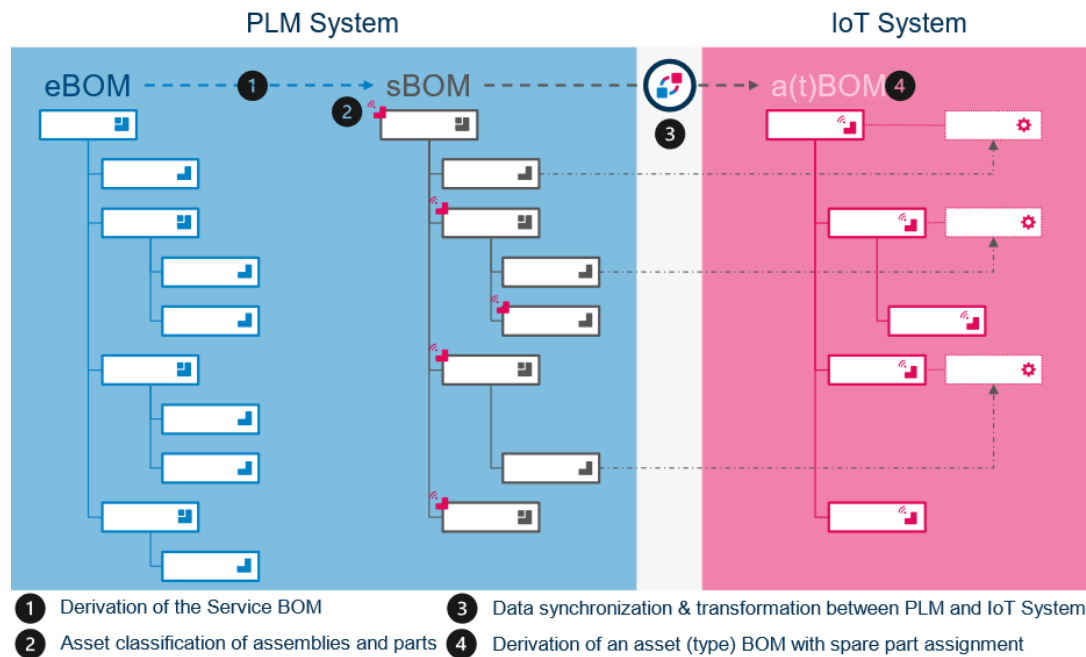 PLM System
IoT System
eBOM
1
sBOM
a(t)BOM
4
2
3
1 Derivation of the Service BOM
3 Data synchronization & transformation between PLM and IoT System
2 Asset classification of assemblies and parts
4 Derivation of an asset (type) BOM with spare part assignment